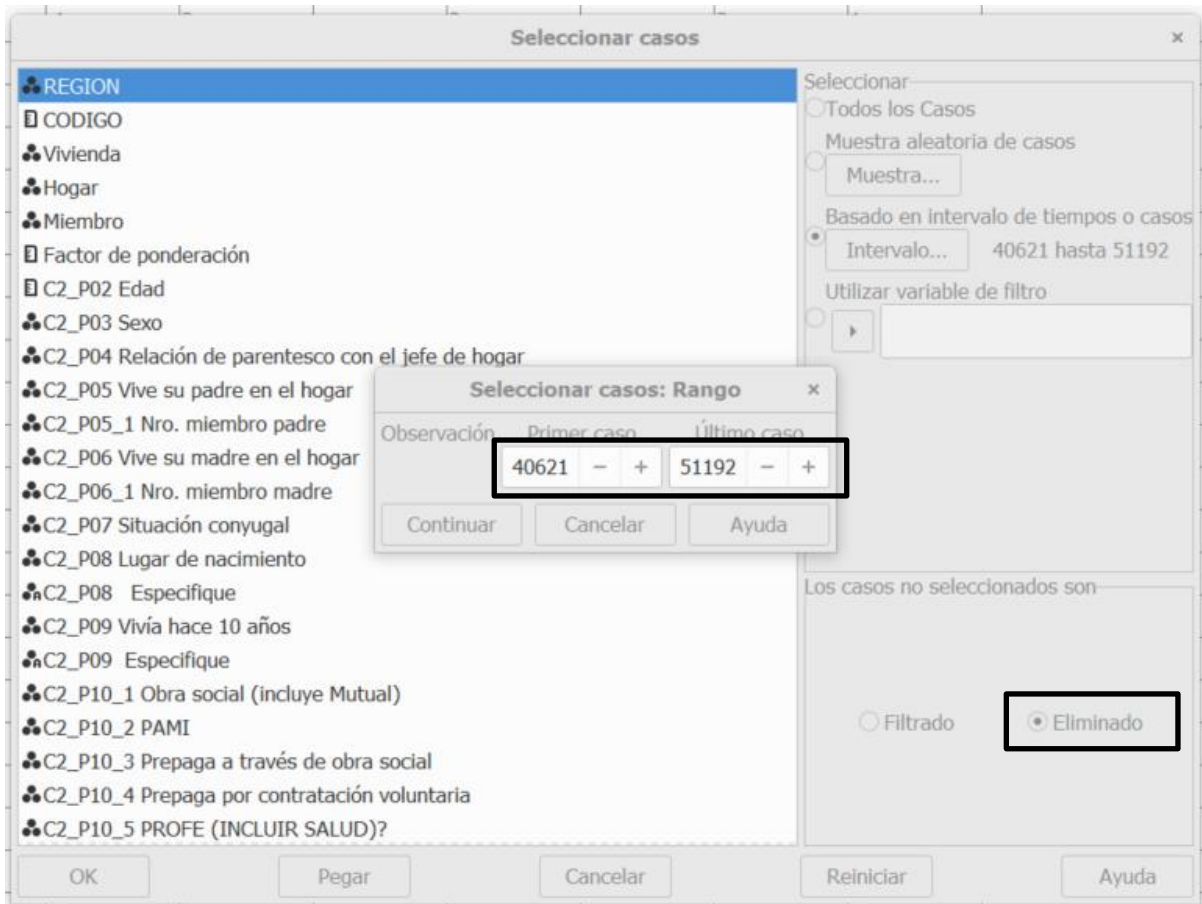 Seleccionar casos
REGION
CODIGO
Vivienda
Hogar
Miembro
Factor de ponderación
C2_P02 Edad
C2_P03 Sexo
C2_P04 Relación de parentesco con el jefe de hogar
C2_P05 Vive su padre en el hogar
C2_P05_1 Nro. miembro padre
C2_P06 Vive su madre en el hogar
C2_P06_1 Nro. miembro madre
C2_P07 Situación conyugal
C2_P08 Lugar de nacimiento
C2_P08 Especifique
C2_P09 Vivía hace 10 años
C2_P09 Especifique
C2_P10_1 Obra social (incluye Mutual)
C2_P10_2 PAMI
C2_P10_3 Prepaga a través de obra social
C2_P10_4 Prepaga por contratación voluntaria
C2_P10_5 PROFE (INCLUIR SALUD)?
Seleccionar
Todos los Casos
Muestra aleatoria de casos
Muestra...
Basado en intervalo de tiempos o casos
Intervalo... 40621 hasta 51192
Utilizar variable de filtro
Seleccionar casos: Rango
Observación Primer caso Último caso
40621 − + 51192 − +
Continuar Cancelar Ayuda
Los casos no seleccionados son
Filtrado Eliminado
OK Pegar Cancelar Reiniciar Ayuda